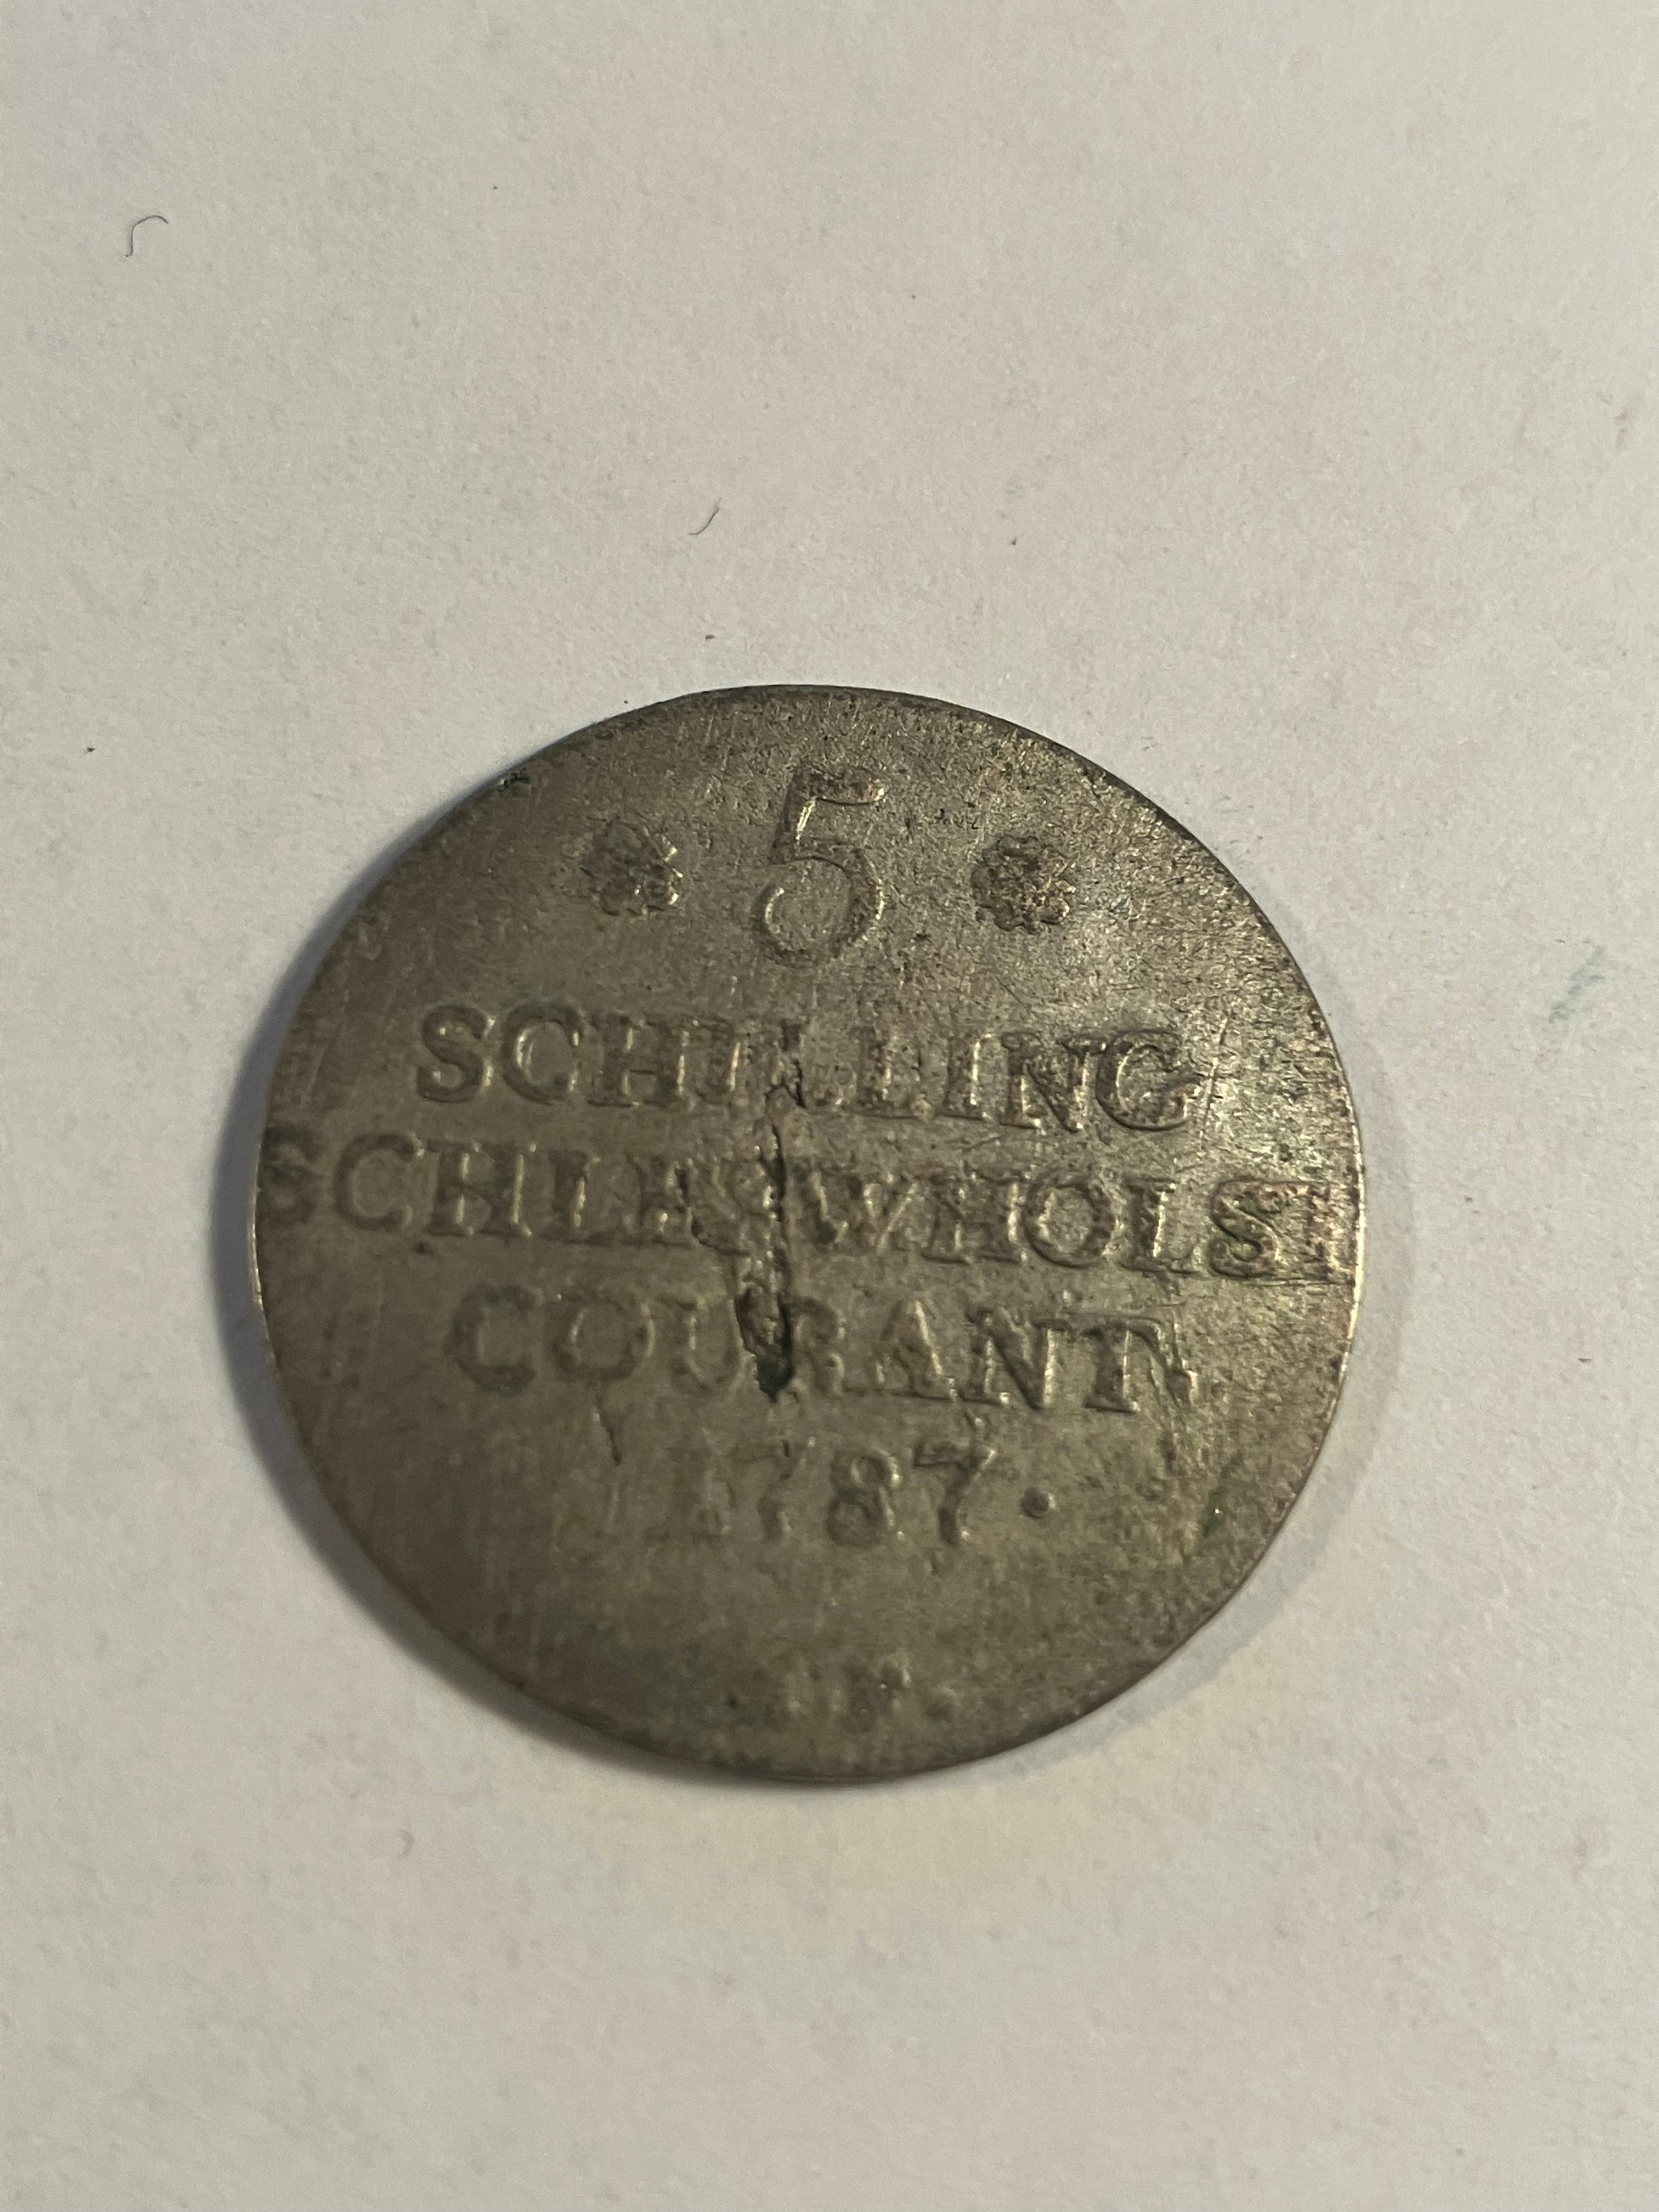 5
SCHILLING
SCHLESWHOLST
COURANT
1787.